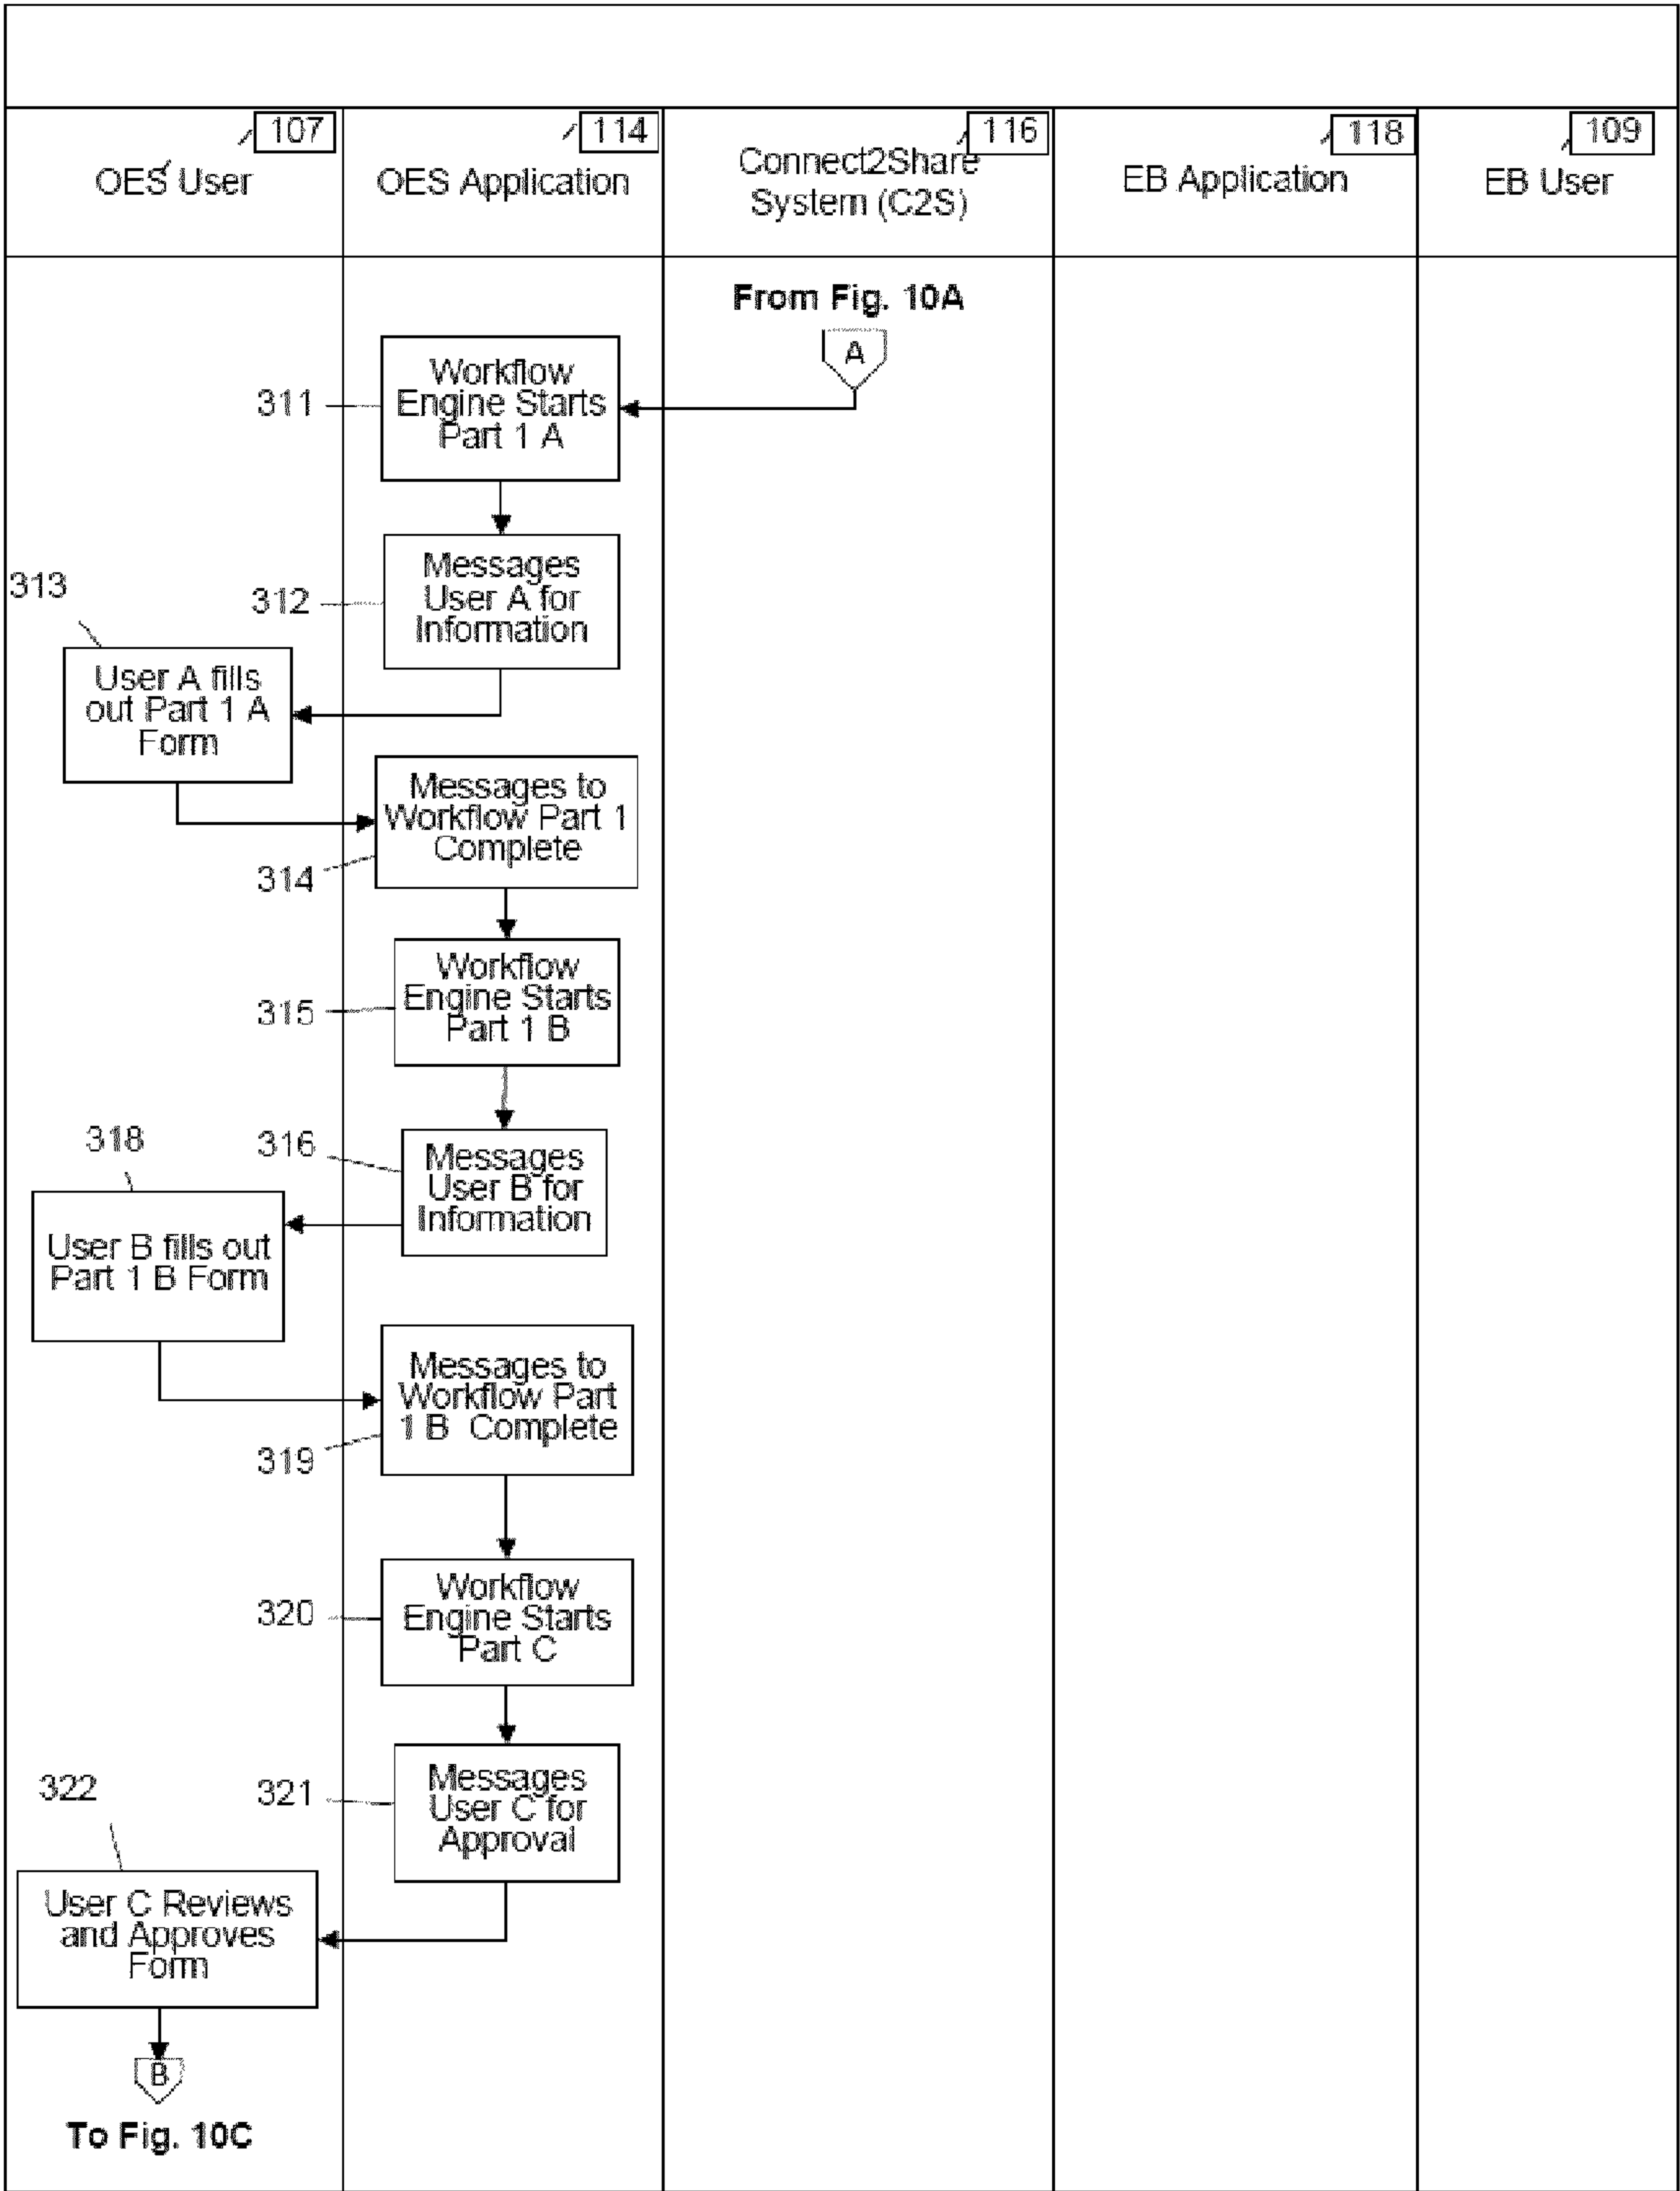 107
OES User
114
OES Application
116
Connect2Share
System (C2S)
118
EB Application
109
EB User
From Fig. 10A
A
311
Workflow
Engine Starts
Part 1 A
312
Messages
User A for
Information
313
User A fills
out Part 1 A
Form
Messages to
Workflow Part 1
Complete
314
315
Workflow
Engine Starts
Part 1 B
316
Messages
User B for
Information
318
User B fills out
Part 1 B Form
Messages to
Workflow Part
1 B Complete
319
320
Workflow
Engine Starts
Part C
321
Messages
User C for
Approval
322
User C Reviews
and Approves
Form
B
To Fig. 10C